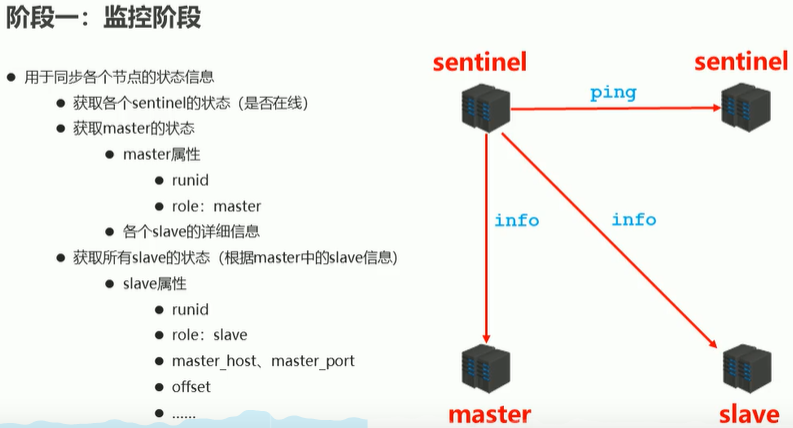 阶段一：监控阶段
用于同步各个节点的状态信息
获取各个sentinel的状态（是否在线）
获取master的状态
master属性
runid
role：master
各个slave的详细信息
获取所有slave的状态（根据master中的slave信息）
slave属性
runid
role：slave
master_host、master_port
offset
……
sentinel
sentinel
ping
info
info
master
slave